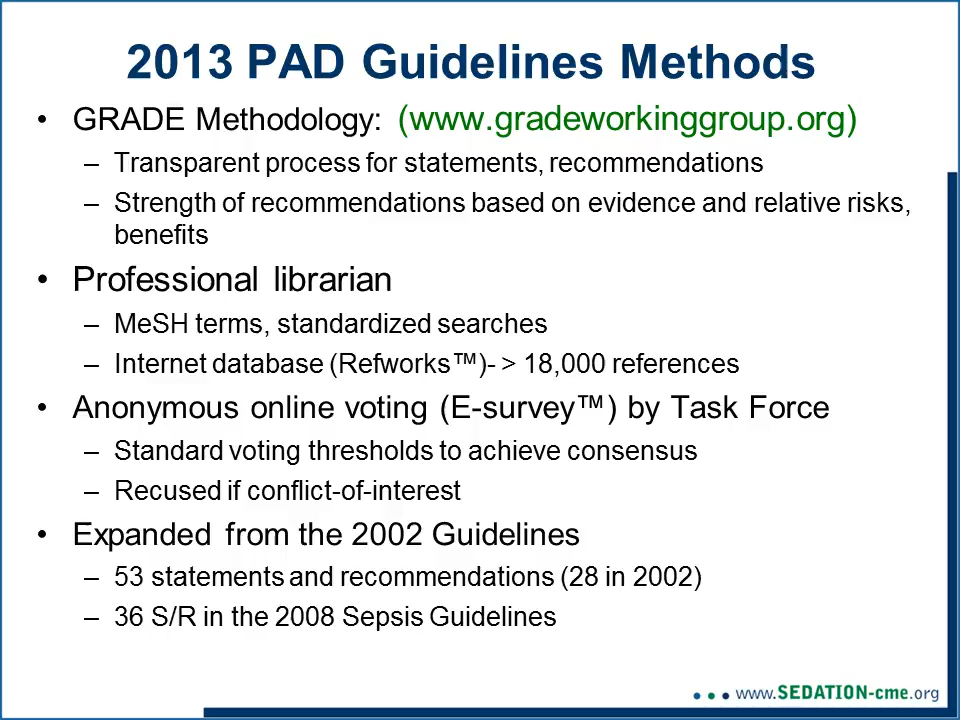 2013 PAD Guidelines Methods
• GRADE Methodology: (www.gradeworkinggroup.org)
– Transparent process for statements, recommendations
– Strength of recommendations based on evidence and relative risks,
benefits
• Professional librarian
– MeSH terms, standardized searches
– Internet database (Refworks™)- > 18,000 references
• Anonymous online voting (E-survey™) by Task Force
– Standard voting thresholds to achieve consensus
– Recused if conflict-of-interest
• Expanded from the 2002 Guidelines
– 53 statements and recommendations (28 in 2002)
– 36 S/R in the 2008 Sepsis Guidelines
www.SEDATION-cme.org